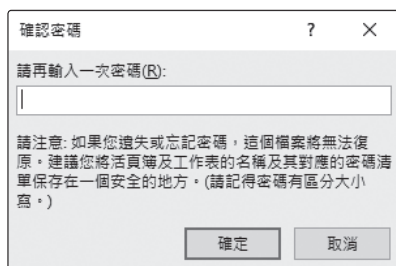 確認密碼
請再輸入一次密碼(R):
請注意: 如果您遺失或忘記密碼，這個檔案將無法復
原。建議您將活頁簿及工作表的名稱及其對應的密碼清
單保存在一個安全的地方。(請記得密碼有區分大小
寫。)
確定
取消